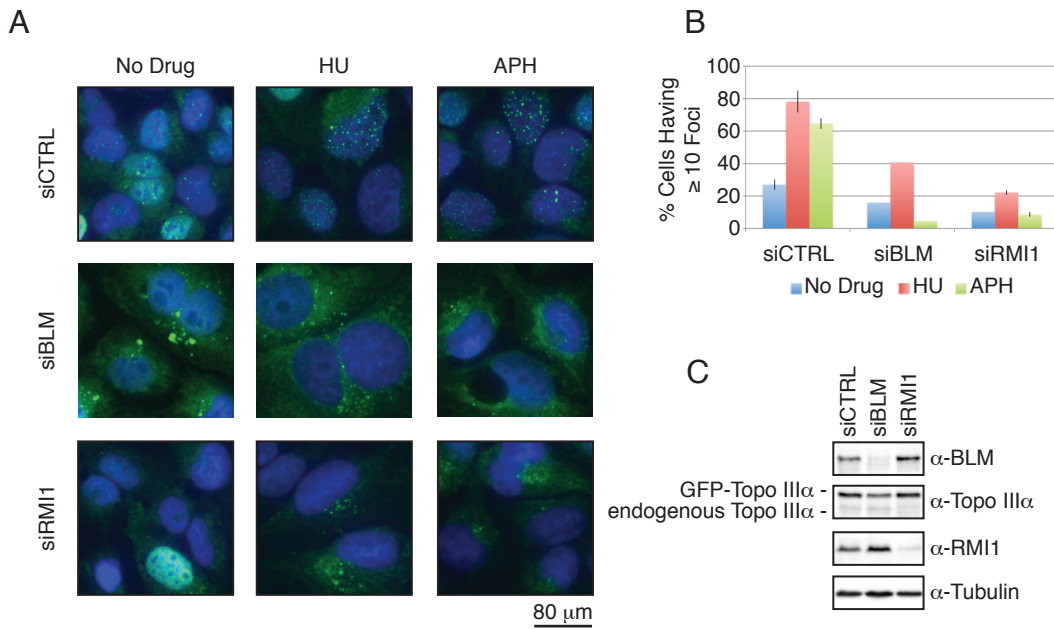 A
No Drug
HU
APH
siCTRL
siBLM
siRMI1
80 μm
B
% Cells Having
≥ 10 Foci
100
80
60
40
20
0
siCTRL
siBLM
siRMI1
No Drug
HU
APH
C
siCTRL
siBLM
siRMI1
α-BLM
GFP-Topo IIIα -
endogenous Topo IIIα -
α-Topo IIIα
α-RMI1
α-Tubulin